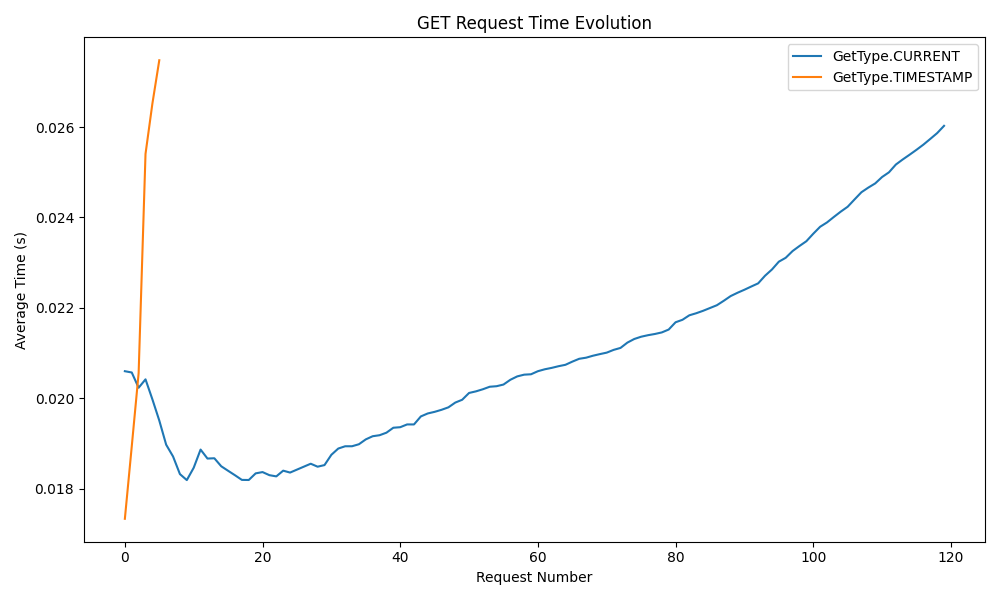 GET Request Time Evolution
GetType.CURRENT
GetType.TIMESTAMP
Average Time (s)
0.026
0.024
0.022
0.020
0.018
0 20 40 60 80 100 120
Request Number